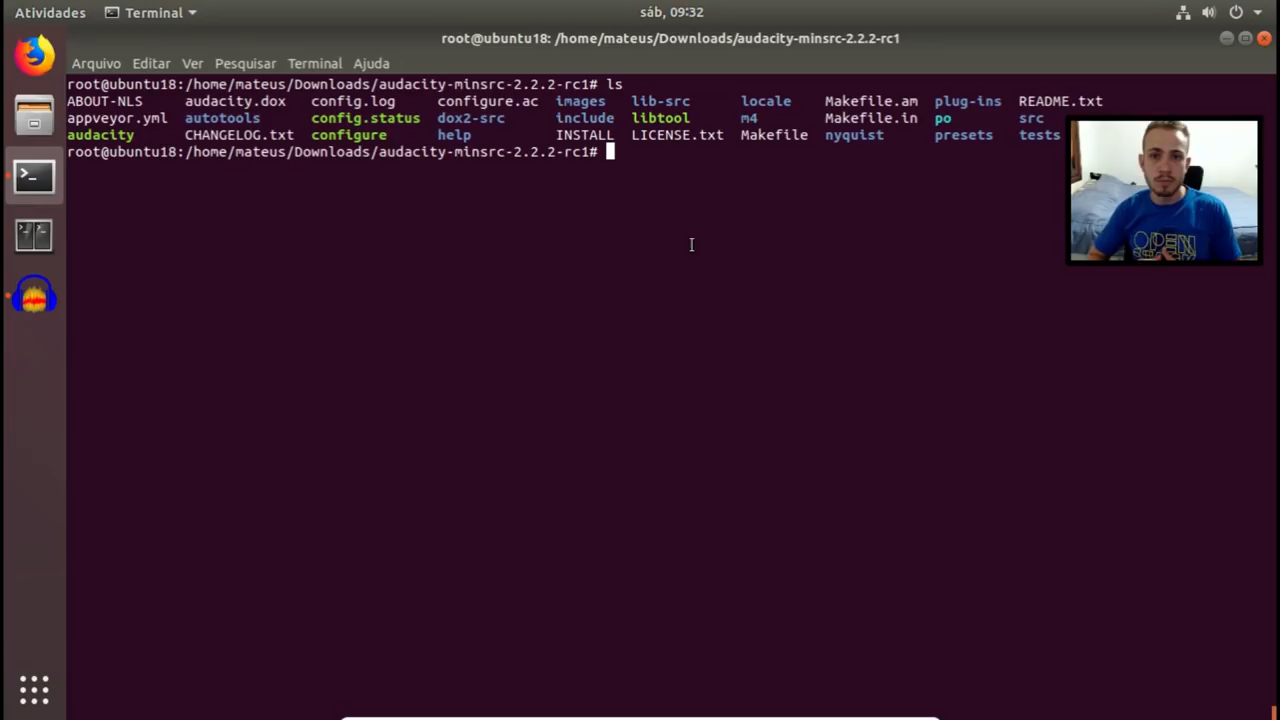 Atividades Terminal sáb, 09:32
root@ubuntu18: /home/mateus/Downloads/audacity-minsrc-2.2.2-rc1
Arquivo Editar Ver Pesquisar Terminal Ajuda
root@ubuntu18:/home/mateus/Downloads/audacity-minsrc-2.2.2-rc1# ls
ABOUT-NLS audacity.dox config.log configure.ac images lib-src locale Makefile.am plug-ins README.txt
appveyor.yml autotools config.status dox2-src include libtool m4 Makefile.in po src
audacity CHANGELOG.txt configure help INSTALL LICENSE.txt Makefile nyquist presets tests
root@ubuntu18:/home/mateus/Downloads/audacity-minsrc-2.2.2-rc1#
OPEN